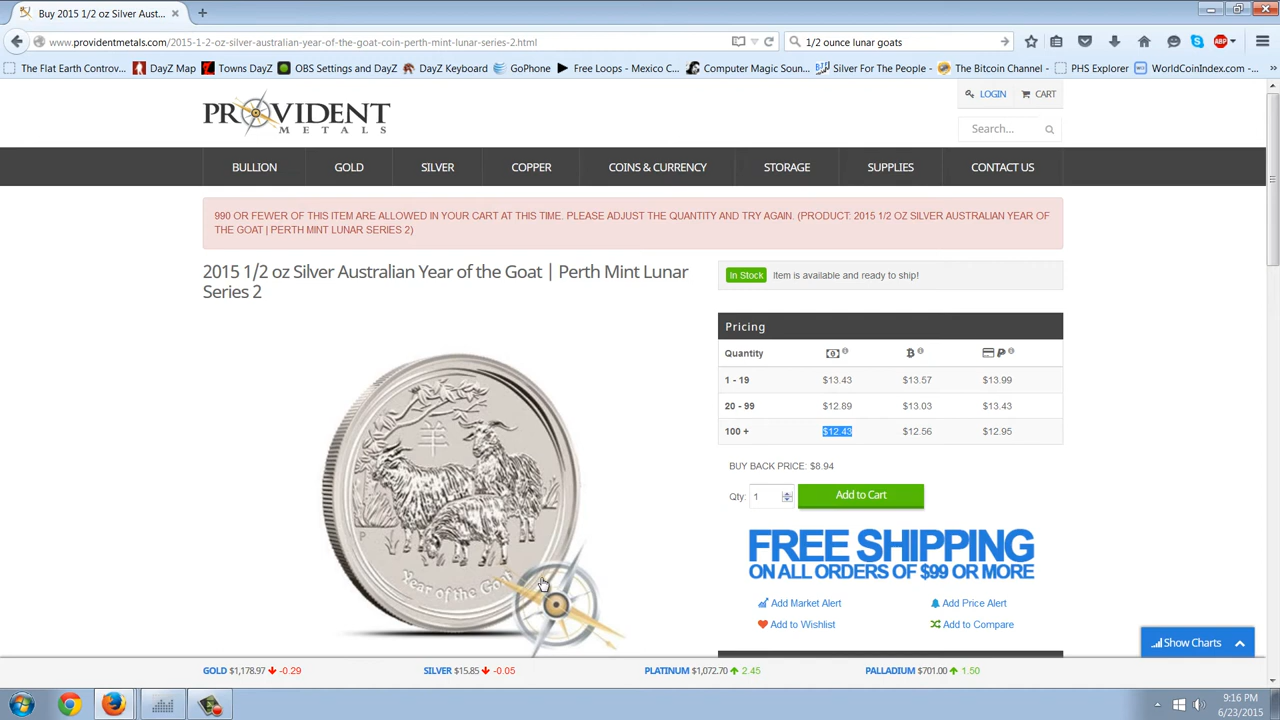 Buy 2015 1/2 oz Silver Aust...
www.providentmetals.com/2015-1-2-oz-silver-australian-year-of-the-goat-coin-perth-mint-lunar-series-2.html
1/2 ounce lunar goats
The Flat Earth Controv...
DayZ Map
Towns DayZ
OBS Settings and DayZ
DayZ Keyboard
GoPhone
Free Loops - Mexico C...
Computer Magic Soun...
Silver For The People -...
The Bitcoin Channel -...
PHS Explorer
WorldCoinIndex.com -...
PROVIDENT
METALS
LOGIN
CART
Search...
BULLION
GOLD
SILVER
COPPER
COINS & CURRENCY
STORAGE
SUPPLIES
CONTACT US
990 OR FEWER OF THIS ITEM ARE ALLOWED IN YOUR CART AT THIS TIME. PLEASE ADJUST THE QUANTITY AND TRY AGAIN. (PRODUCT: 2015 1/2 OZ SILVER AUSTRALIAN YEAR OF
THE GOAT | PERTH MINT LUNAR SERIES 2)
2015 1/2 oz Silver Australian Year of the Goat | Perth Mint Lunar
Series 2
In Stock Item is available and ready to ship!
Pricing
Quantity
1 - 19 $13.43 $13.57 $13.99
20 - 99 $12.89 $13.03 $13.43
100 + $12.43 $12.56 $12.95
BUY BACK PRICE: $8.94
Qty: 1 Add to Cart
FREE SHIPPING
ON ALL ORDERS OF $99 OR MORE
Add Market Alert
Add Price Alert
Add to Wishlist
Add to Compare
羊
P
Year of the Goat
Show Charts
GOLD $1,178.97 -0.29
SILVER $15.85 -0.05
PLATINUM $1,072.70 2.45
PALLADIUM $701.00 1.50
9:16 PM
6/23/2015